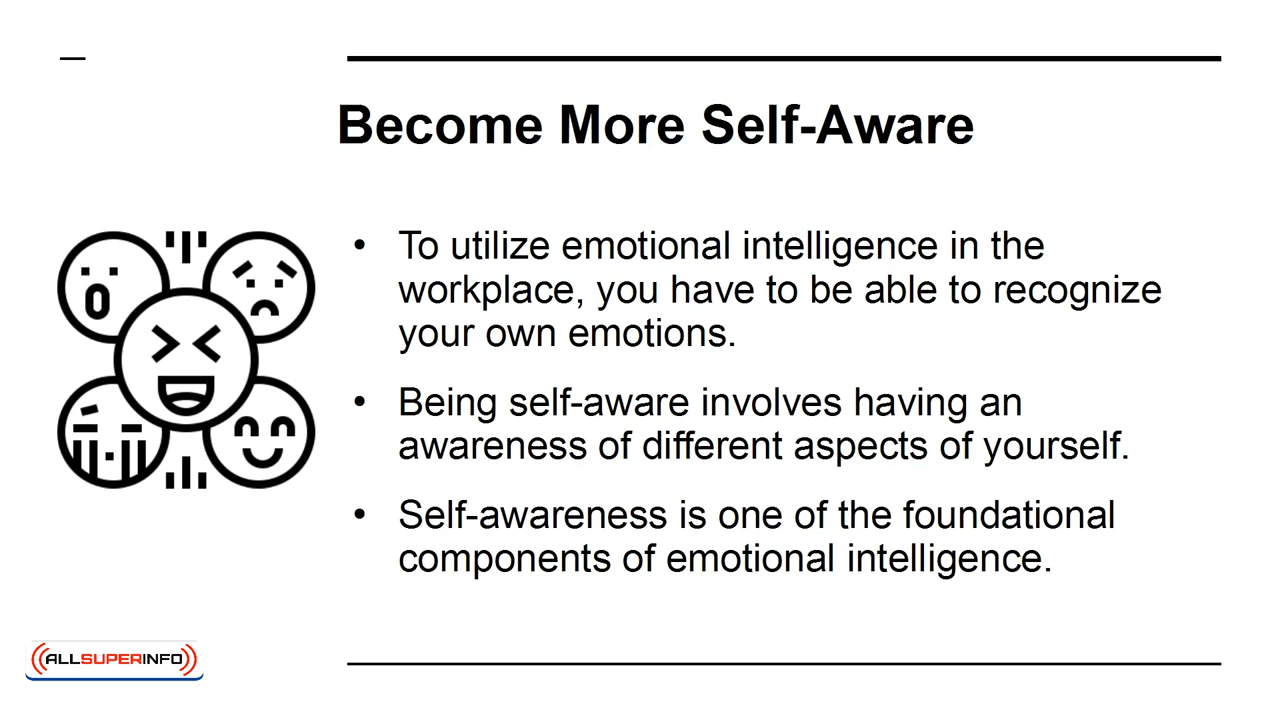 Become More Self-Aware
• To utilize emotional intelligence in the
workplace, you have to be able to recognize
your own emotions.
• Being self-aware involves having an
awareness of different aspects of yourself.
• Self-awareness is one of the foundational
components of emotional intelligence.
ALLSUPERINFO